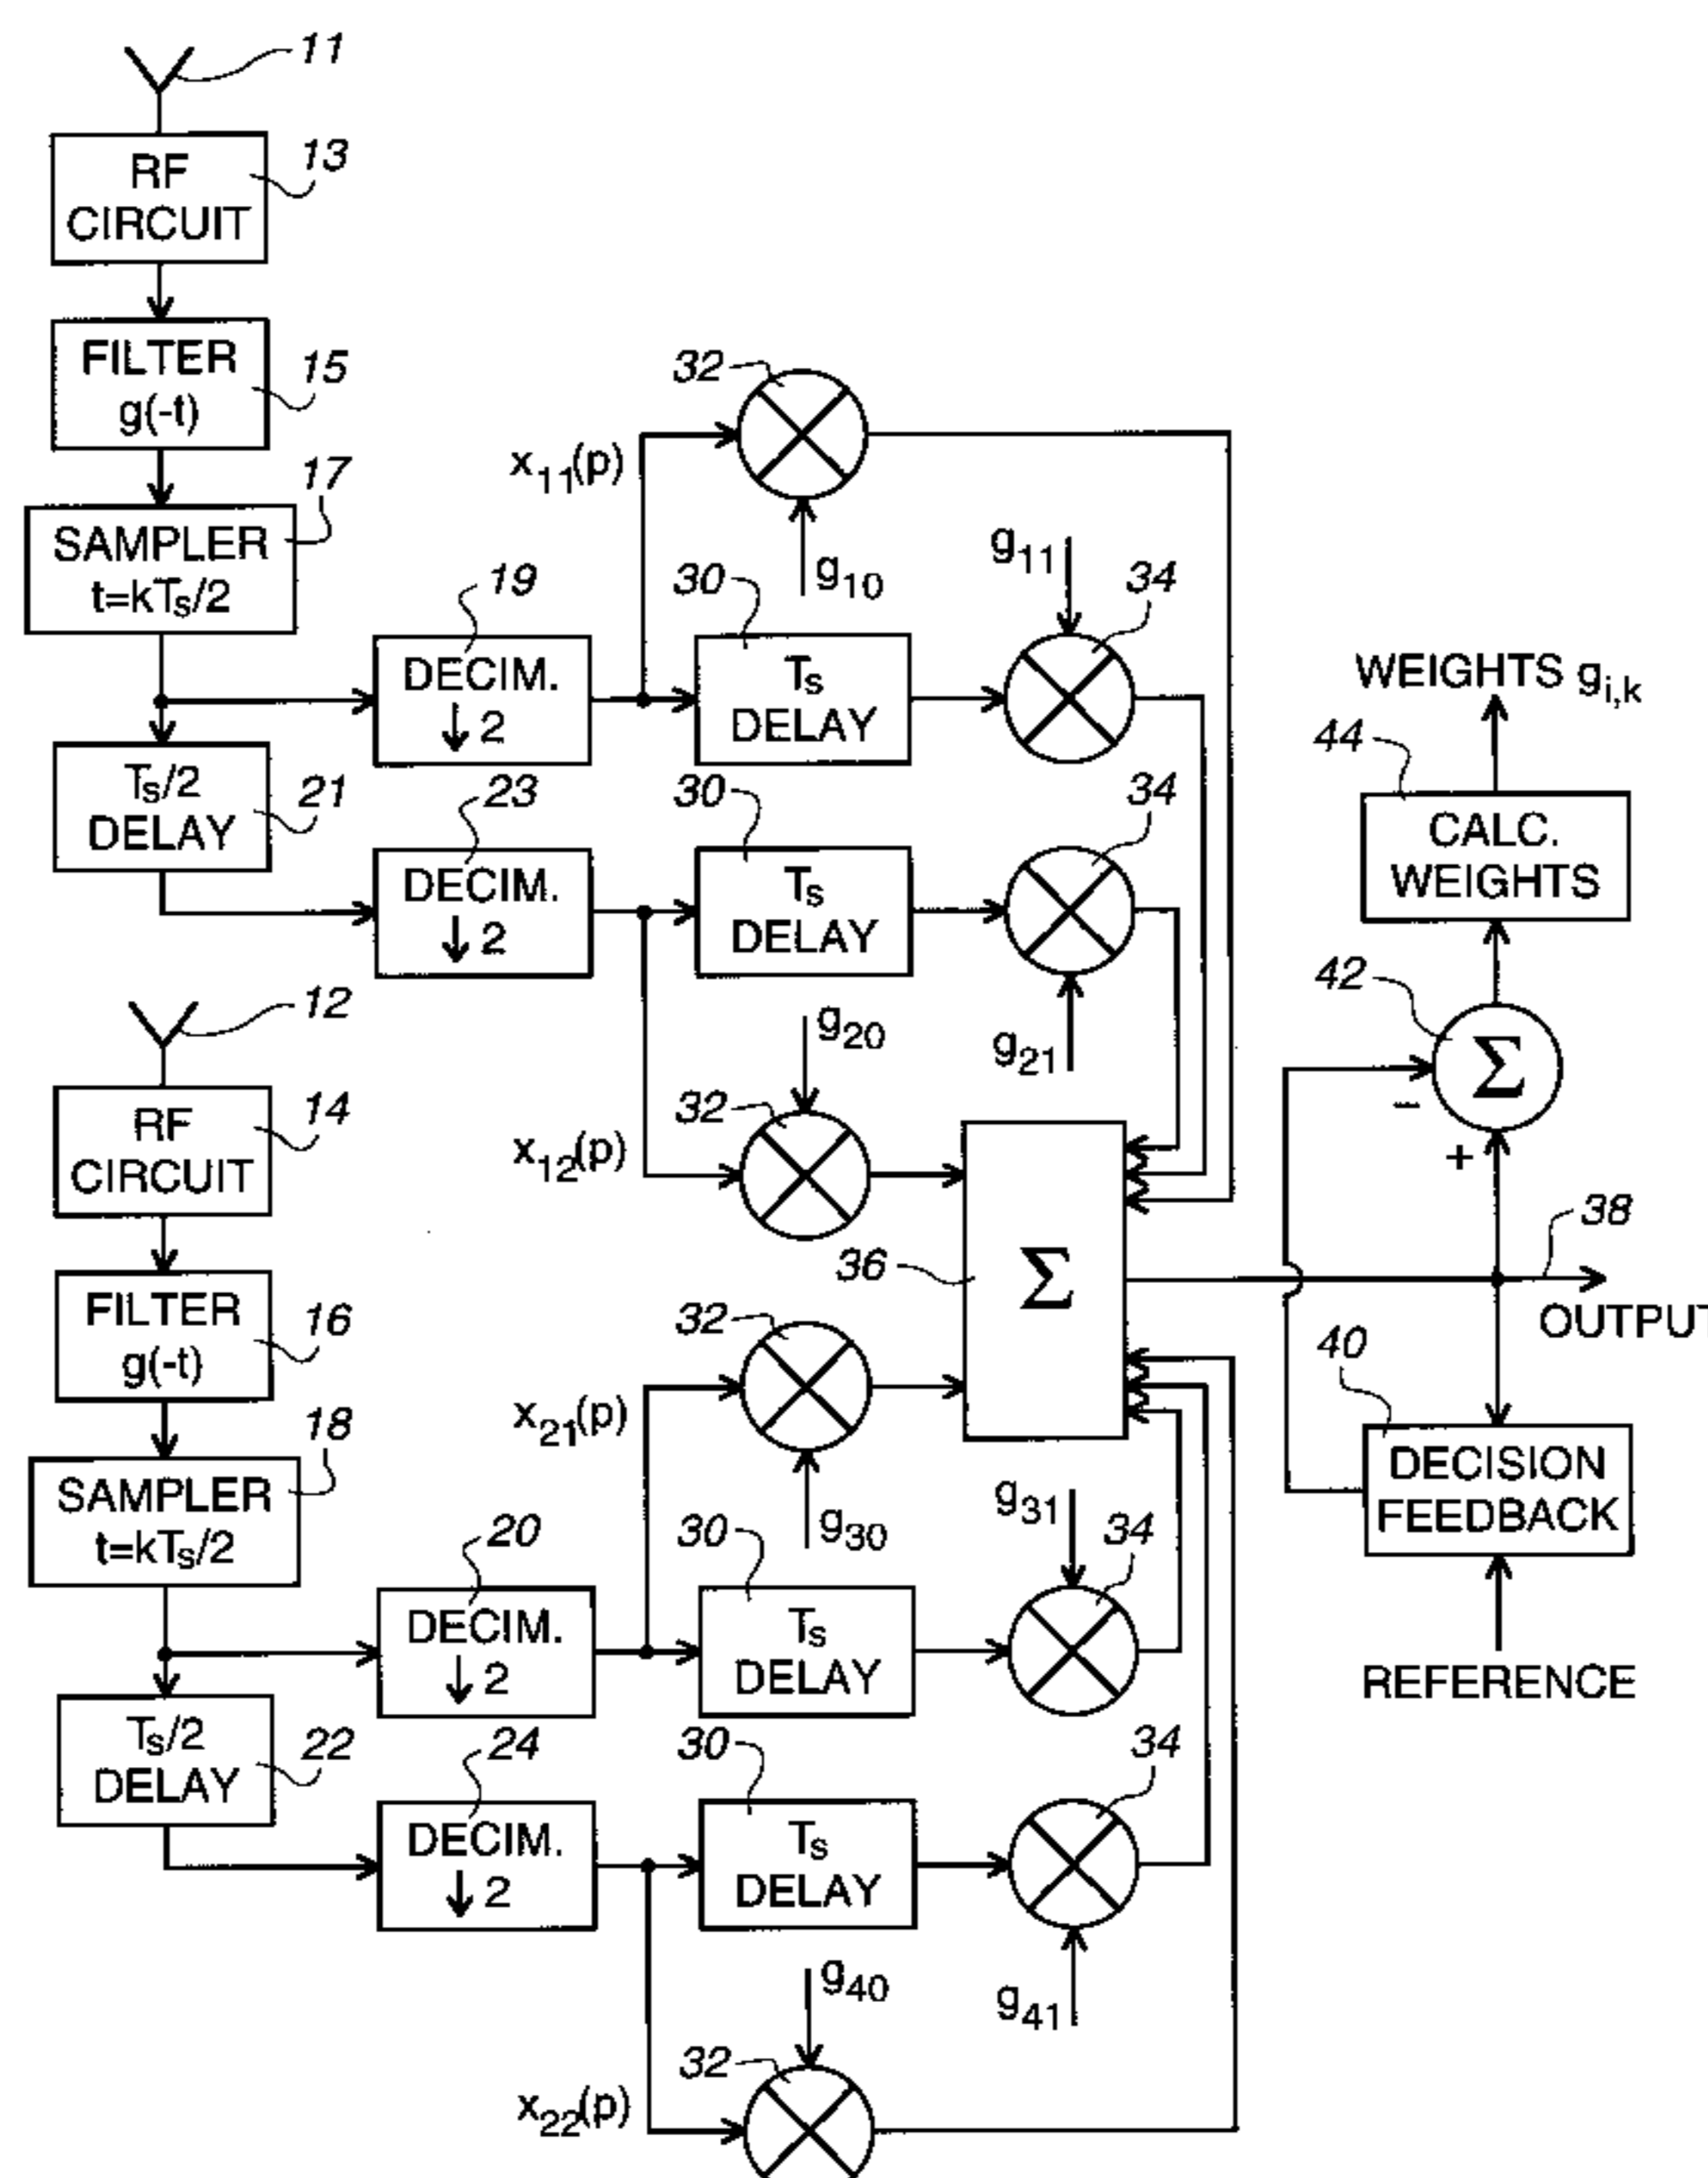 11
RF
CIRCUIT
13
FILTER
g(-t)
15
SAMPLER
t=kTs/2
17
Ts/2
DELAY
21
DECIM.
↓ 2
19
DECIM.
↓ 2
23
x11(p)
32
g10
30
Ts
DELAY
g11
34
30
Ts
DELAY
34
g21
g20
32
x12(p)
12
RF
CIRCUIT
14
FILTER
g(-t)
16
SAMPLER
t=kTs/2
18
Ts/2
DELAY
22
DECIM.
↓ 2
20
DECIM.
↓ 2
24
x21(p)
32
g30
30
Ts
DELAY
g31
34
30
Ts
DELAY
34
g41
g40
32
x22(p)
36
Σ
WEIGHTS gi,k
44
CALC.
WEIGHTS
42
Σ
−
+
38
OUTPUT
40
DECISION
FEEDBACK
REFERENCE